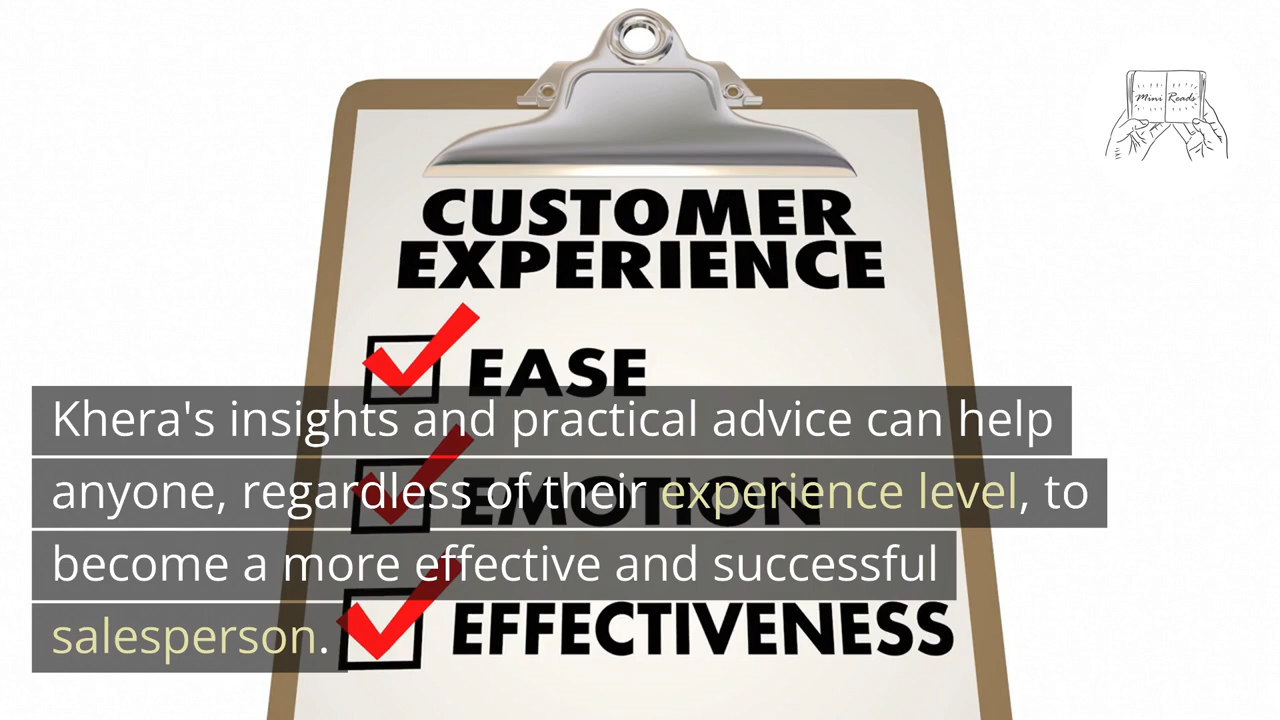 Mini Reads
CUSTOMER
EXPERIENCE
EASE
EMOTION
EFFECTIVENESS
Khera's insights and practical advice can help
anyone, regardless of their experience level, to
become a more effective and successful
salesperson.